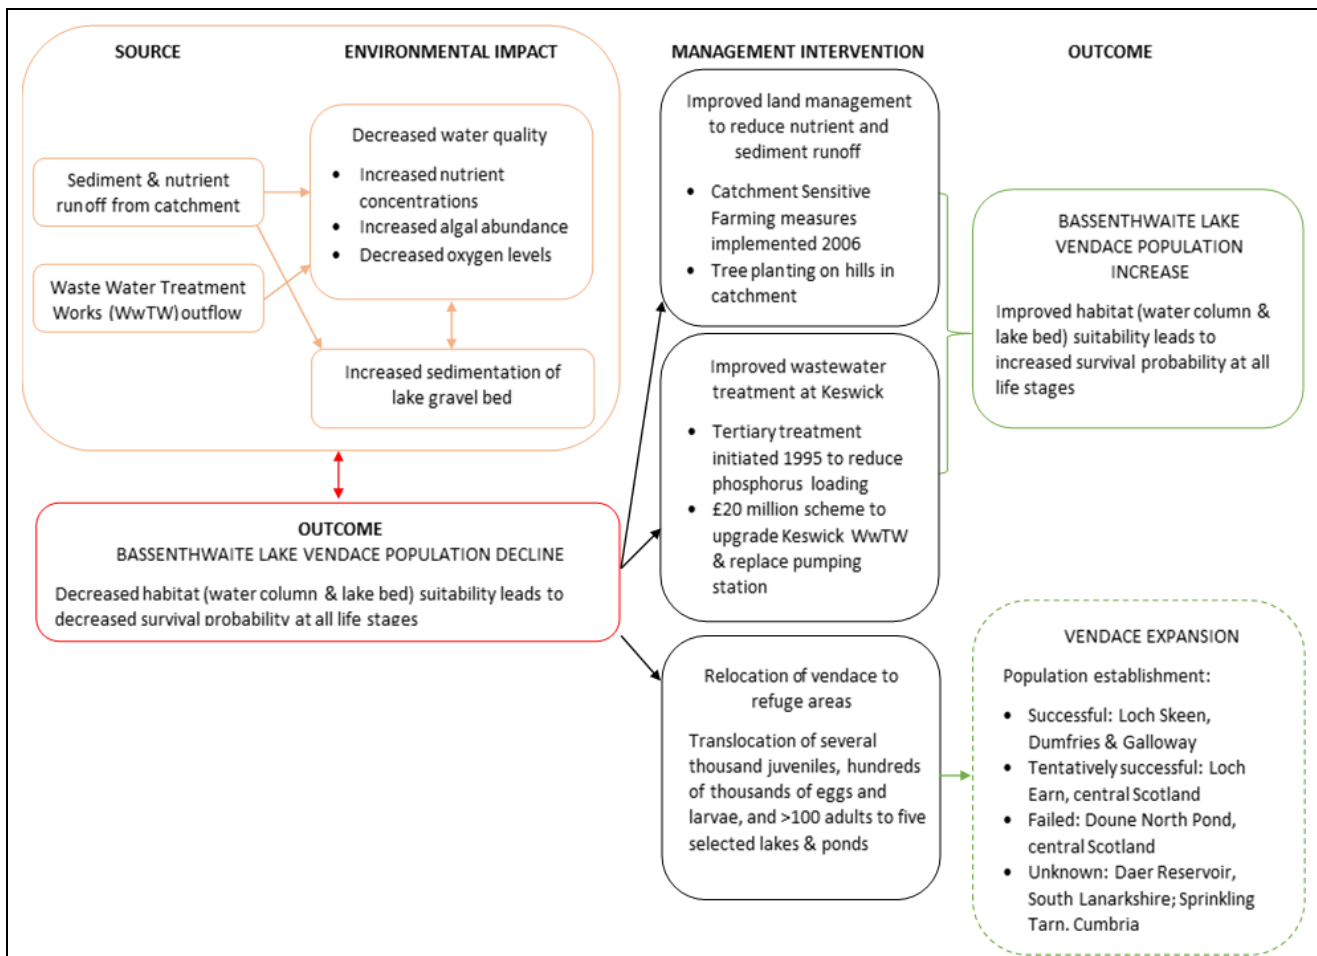 SOURCE
ENVIRONMENTAL IMPACT
MANAGEMENT INTERVENTION
OUTCOME
Sediment & nutrient
runoff from catchment
Waste Water Treatment
Works (WwTW) outflow
Decreased water quality
• Increased nutrient
concentrations
• Increased algal abundance
• Decreased oxygen levels
Increased sedimentation of
lake gravel bed
OUTCOME
BASSENTHWAITE LAKE VENDACE POPULATION DECLINE
Decreased habitat (water column & lake bed) suitability leads to
decreased survival probability at all life stages
Improved land management
to reduce nutrient and
sediment runoff
• Catchment Sensitive
Farming measures
implemented 2006
• Tree planting on hills in
catchment
Improved wastewater
treatment at Keswick
• Tertiary treatment
initiated 1995 to reduce
phosphorus loading
• £20 million scheme to
upgrade Keswick WwTW
& replace pumping
station
Relocation of vendace to
refuge areas
Translocation of several
thousand juveniles, hundreds
of thousands of eggs and
larvae, and >100 adults to five
selected lakes & ponds
BASSENTHWAITE LAKE
VENDACE POPULATION
INCREASE
Improved habitat (water column &
lake bed) suitability leads to
increased survival probability at all
life stages
VENDACE EXPANSION
Population establishment:
• Successful: Loch Skeen,
Dumfries & Galloway
• Tentatively successful: Loch
Earn, central Scotland
• Failed: Doune North Pond,
central Scotland
• Unknown: Daer Reservoir,
South Lanarkshire; Sprinkling
Tarn. Cumbria